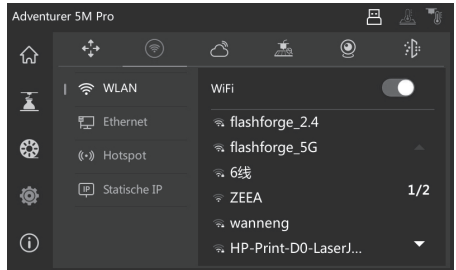 Adventurer 5M Pro
WLAN
Ethernet
Hotspot
IP Statische IP
WiFi
flashforge_2.4
flashforge_5G
6线
ZEEA
wanneng
HP-Print-D0-LaserJ...
1/2